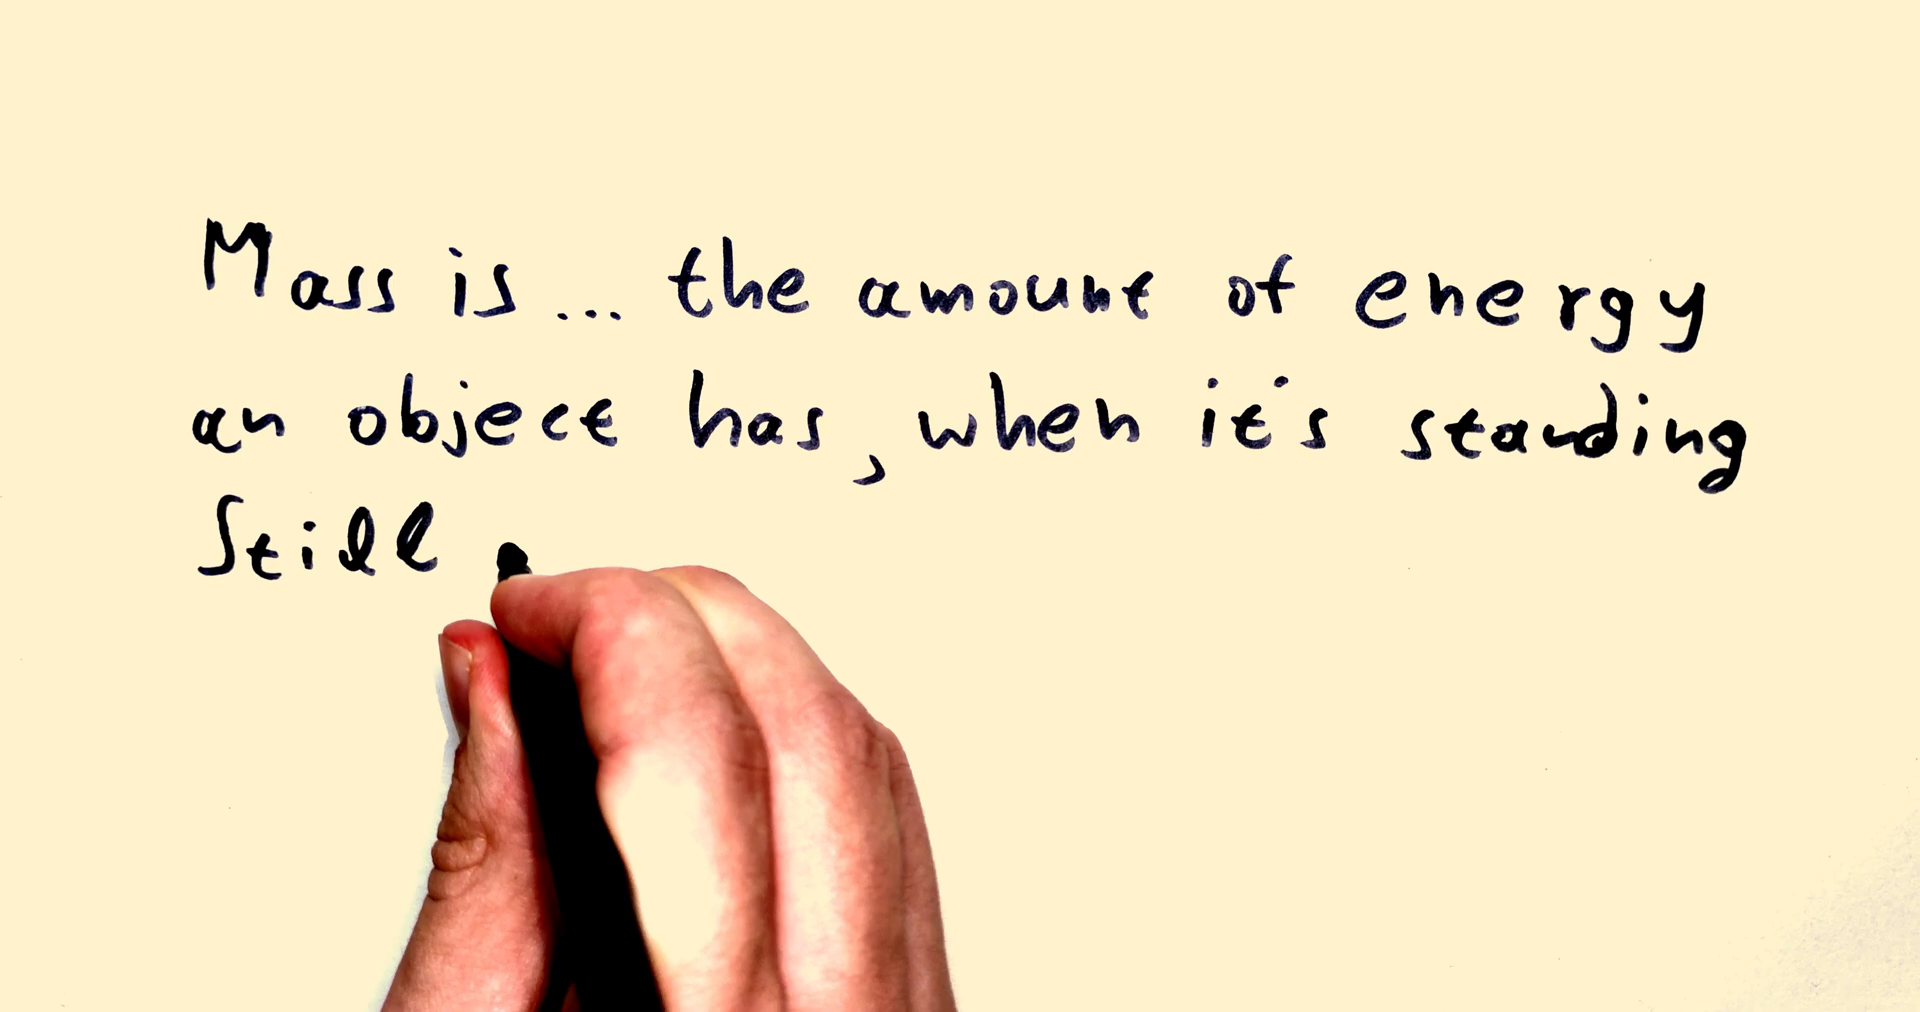 Mass is... the amount of energy
an object has, when it's standing
Still